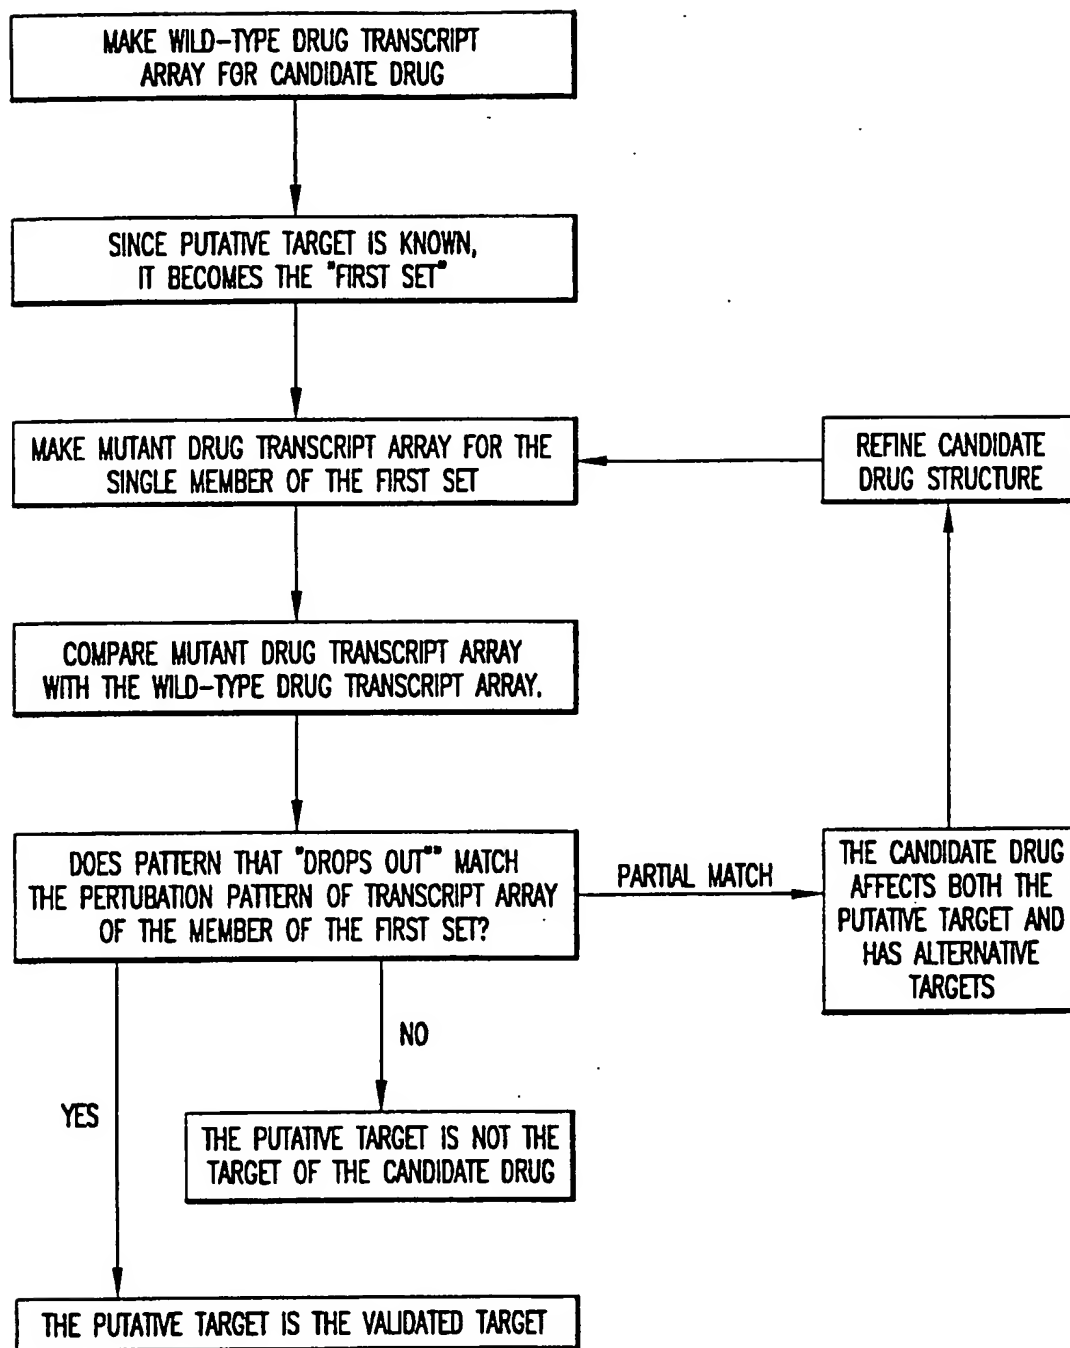 MAKE WILD-TYPE DRUG TRANSCRIPT
ARRAY FOR CANDIDATE DRUG
SINCE PUTATIVE TARGET IS KNOWN,
IT BECOMES THE "FIRST SET"
MAKE MUTANT DRUG TRANSCRIPT ARRAY FOR THE
SINGLE MEMBER OF THE FIRST SET
REFINE CANDIDATE
DRUG STRUCTURE
COMPARE MUTANT DRUG TRANSCRIPT ARRAY
WITH THE WILD-TYPE DRUG TRANSCRIPT ARRAY.
DOES PATTERN THAT "DROPS OUT"" MATCH
THE PERTUBATION PATTERN OF TRANSCRIPT ARRAY
OF THE MEMBER OF THE FIRST SET?
PARTIAL MATCH
THE CANDIDATE DRUG
AFFECTS BOTH THE
PUTATIVE TARGET AND
HAS ALTERNATIVE
TARGETS
NO
YES
THE PUTATIVE TARGET IS NOT THE
TARGET OF THE CANDIDATE DRUG
THE PUTATIVE TARGET IS THE VALIDATED TARGET